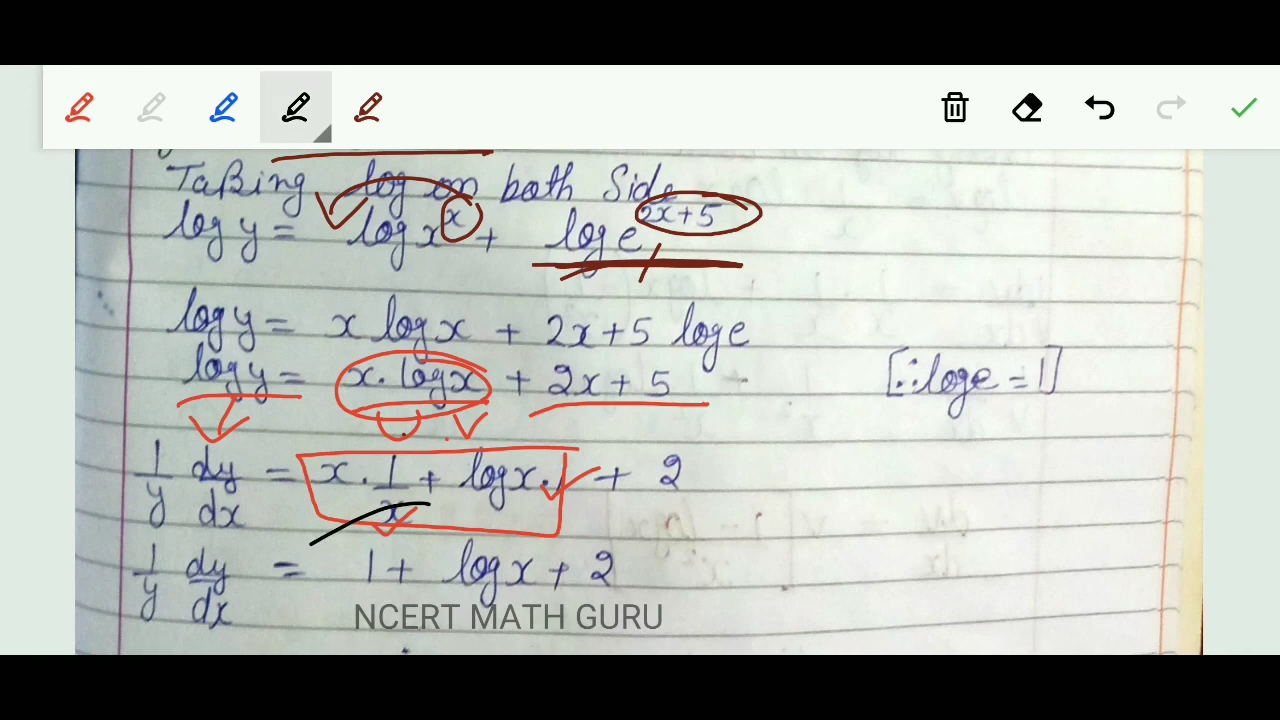 Taking log on both Side
log y = log x^x + log e^2x+5
log y = x log x + 2x+5 log e
log y = x. log x + 2x + 5 [∵ log e = 1]
1/y dy/dx = x. 1/x + log x. 1 + 2
1/y dy/dx = 1 + log x + 2
NCERT MATH GURU